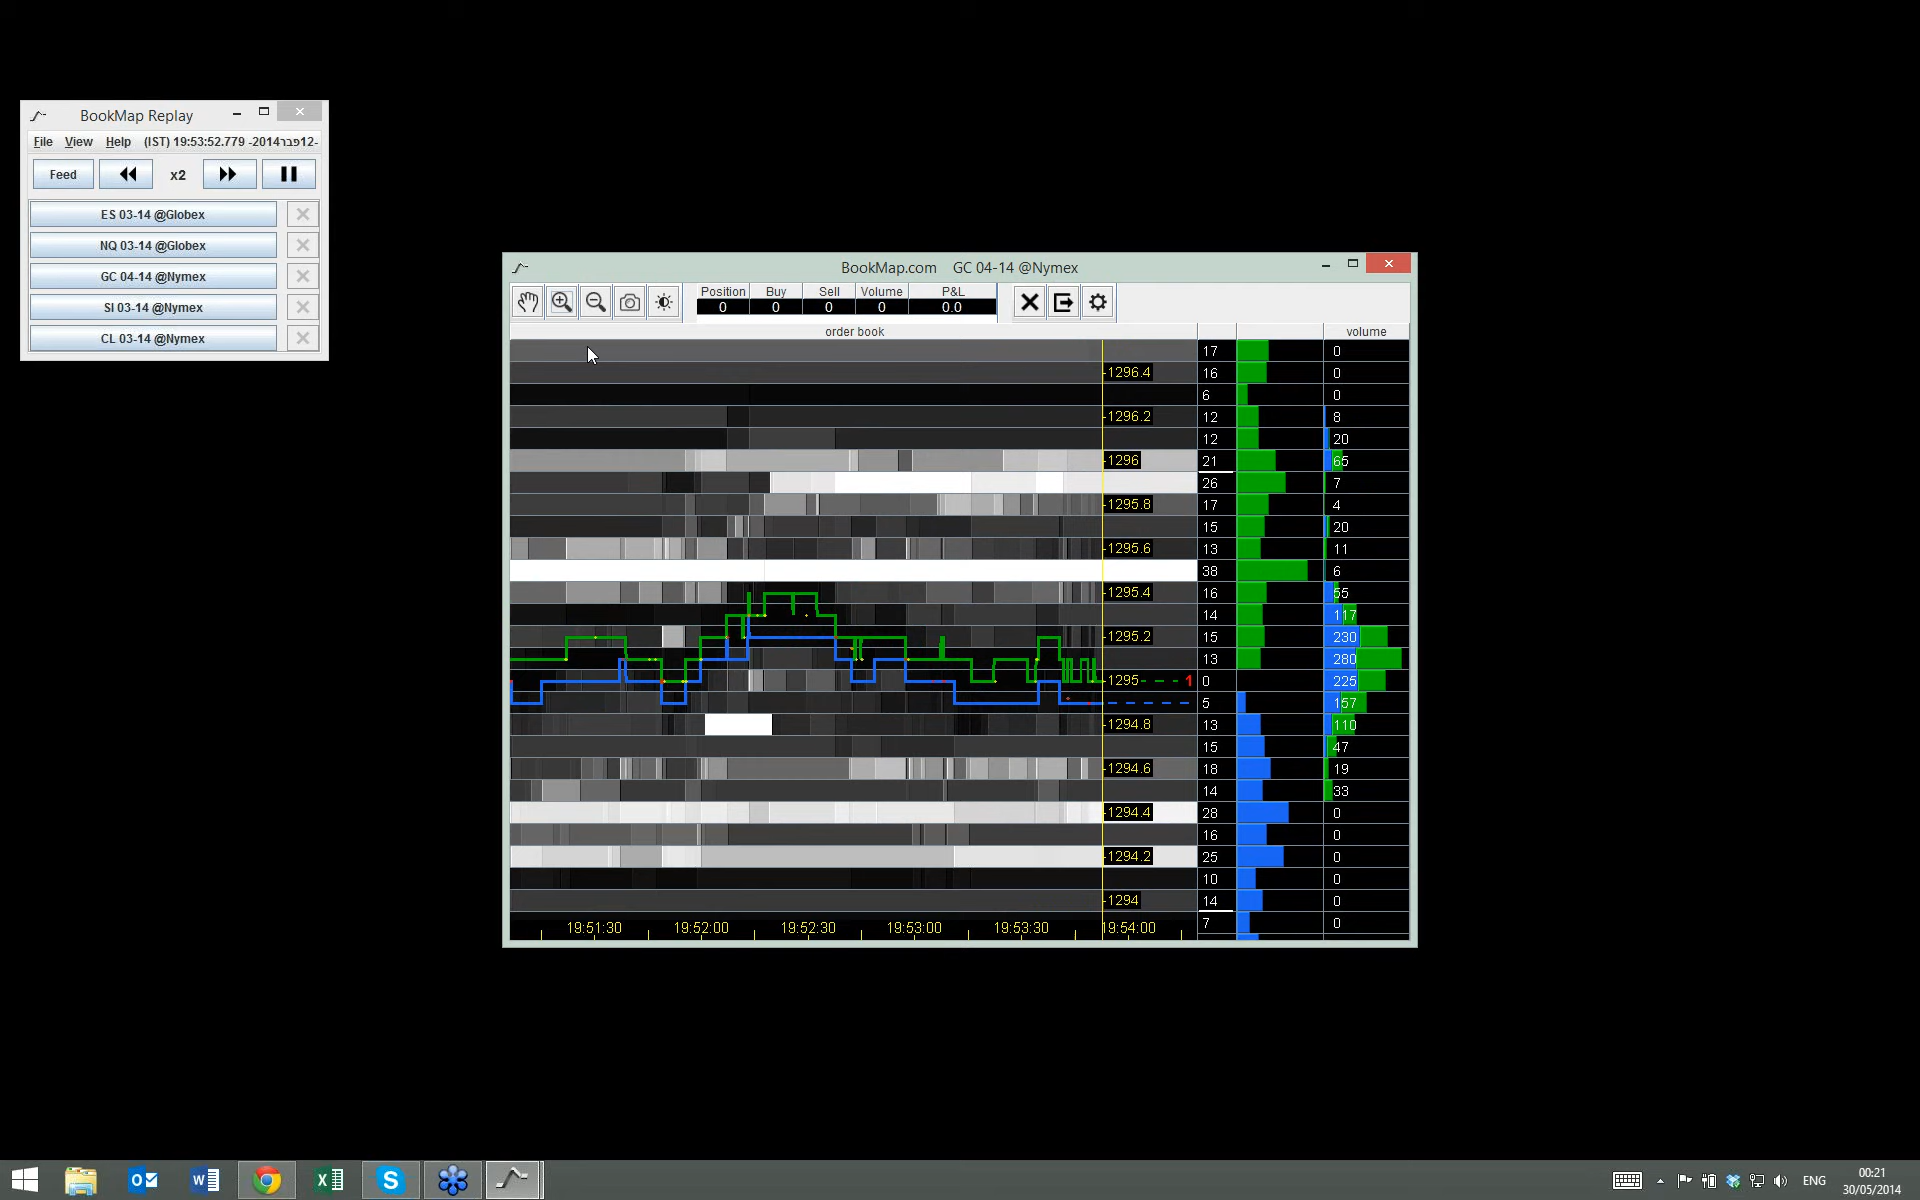 BookMap Replay
File View Help (IST) 19:53:52.779 -2014פבר12-
Feed x2
ES 03-14 @Globex
NQ 03-14 @Globex
GC 04-14 @Nymex
SI 03-14 @Nymex
CL 03-14 @Nymex
BookMap.com GC 04-14 @Nymex
Position Buy Sell Volume P&L
0 0 0 0 0.0
order book volume
17 0
1296.4 16 0
6 0
1296.2 12 8
12 20
1296 21 65
26 7
1295.8 17 4
15 20
1295.6 13 11
38 6
1295.4 16 55
14 117
1295.2 15 230
13 280
1295 1 0 225
5 157
1294.8 13 110
15 47
1294.6 18 19
14 33
1294.4 28 0
16 0
1294.2 25 0
10 0
1294 14 0
7 0
19:51:30 19:52:00 19:52:30 19:53:00 19:53:30 19:54:00
ENG
00:21
30/05/2014